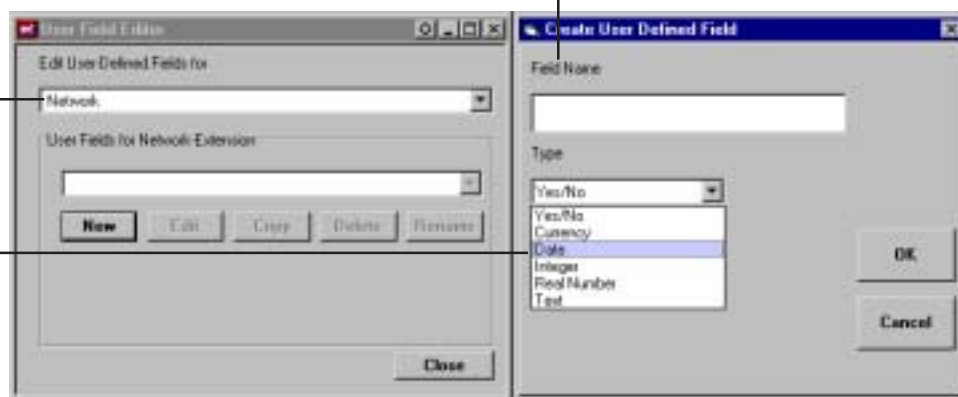 User Field Editor
Edit User-Defined Fields for
Network
User Fields for Network Extension
New Edit Copy Delete Rename
Close
Create User Defined Field
Field Name
Type
Yes/No
Yes/No
Currency
Date
Integer
Real Number
Text
OK
Cancel